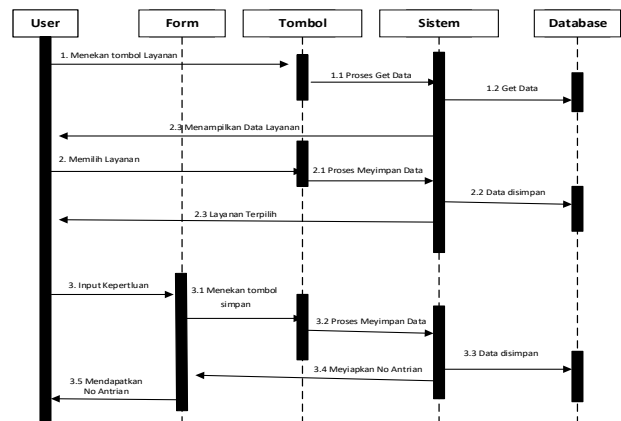 User
Form
Tombol
Sistem
Database
1. Menekan tombol Layanan
1.1 Proses Get Data
1.2 Get Data
2.3 Menampilkan Data Layanan
2. Memilih Layanan
2.1 Proses Meyimpan Data
2.2 Data disimpan
2.3 Layanan Terpilih
3. Input Kepertluan
3.1 Menekan tombol
simpan
3.2 Proses Meyimpan Data
3.3 Data disimpan
3.4 Meyiapkan No Antrian
3.5 Mendapatkan
No Antrian